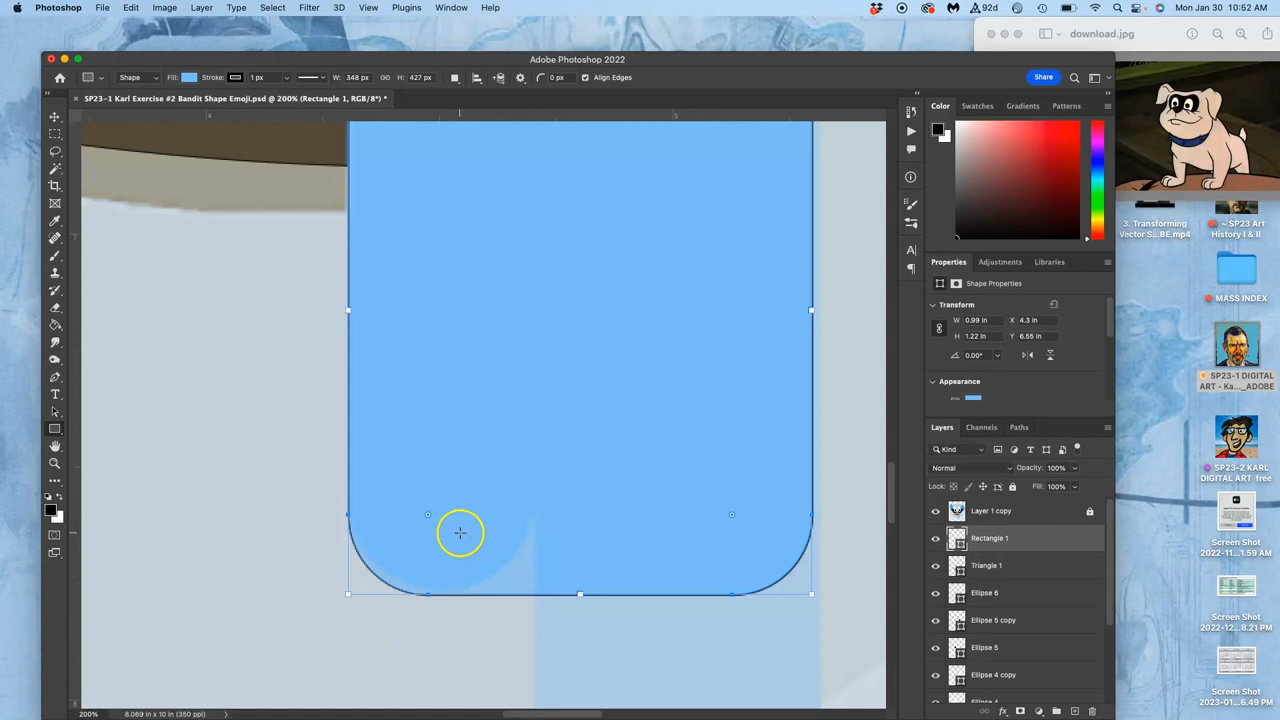 Photoshop File Edit Image Layer Type Select Filter 3D View Plugins Window Help
92d Mon Jan 30 10:52 AM
download.jpg
Adobe Photoshop 2022
Shape Fill: Stroke: 1 px W: 348 px H: 427 px 0 px Align Edges Share
SP23-1 Karl Exercise #2 Bandit Shape Emoji.psd @ 200% (Rectangle 1, RGB/8*) *
4 5
7
8
Color Swatches Gradients Patterns
Properties Adjustments Libraries
Shape Properties
Transform
W 0.99 in X 4.3 in
H 1.22 in Y 6.55 in
0.00°
Appearance
Layers Channels Paths
Kind
Normal Opacity: 100%
Lock: Fill: 100%
Layer 1 copy
Rectangle 1
Triangle 1
Ellipse 6
Ellipse 5 copy
Ellipse 5
Ellipse 4 copy
Ellipse 4
200% 8.069 in x 10 in (350 ppi)
3. Transforming
Vector S...BE.mp4
~ SP23 Art
History I & II
MASS INDEX
SP23-1 DIGITAL
ART - Ka..._ADOBE
SP23-2 KARL
DIGITAL ART_free
Screen Shot
2022-11...1.59 AM
Screen Shot
2022-12...8.21 PM
Screen Shot
2023-01...6.49 PM